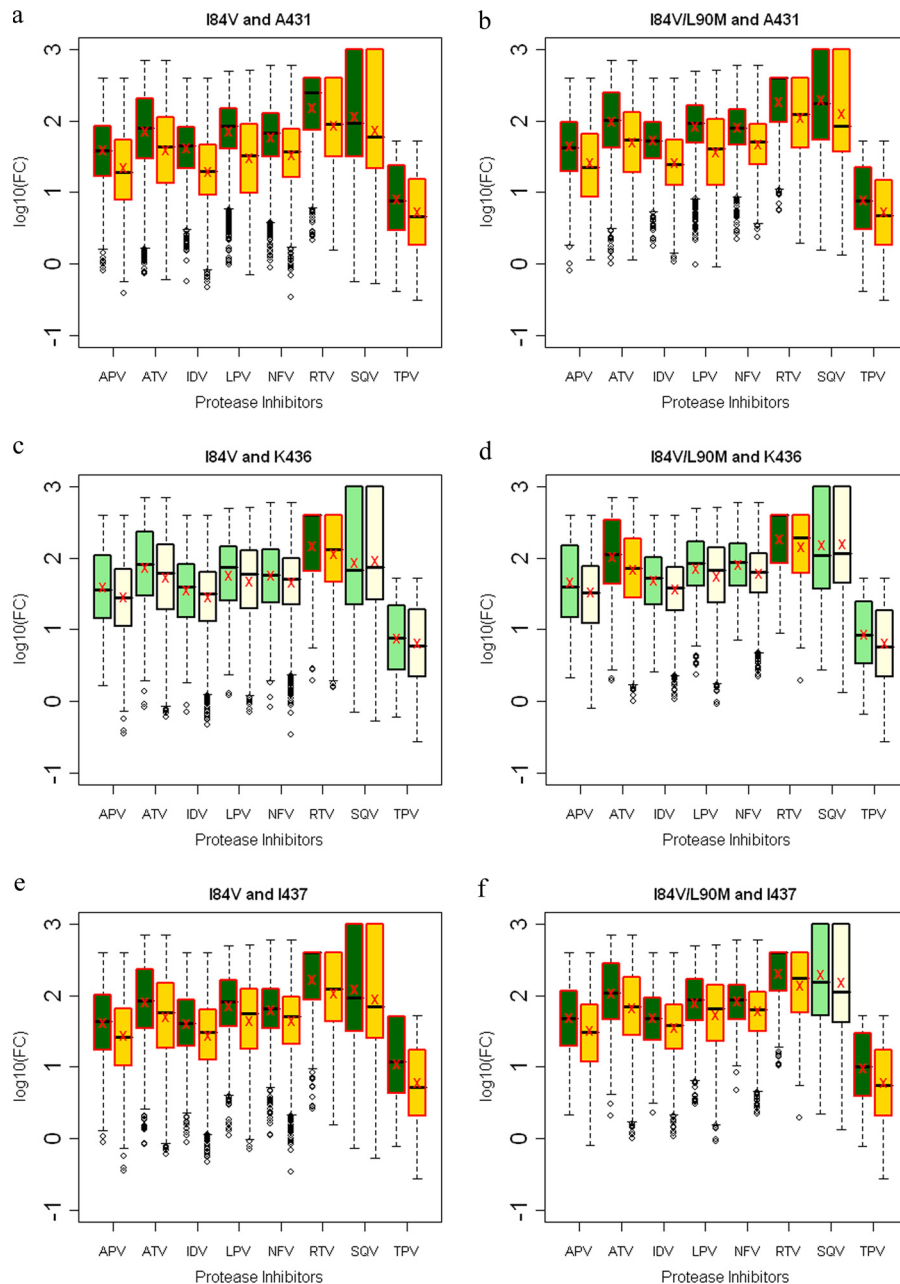 a
I84V and A431
log10(FC)
3
2
1
0
-1
APV ATV IDV LPV NFV RTV SQV TPV
Protease Inhibitors
b
I84V/L90M and A431
log10(FC)
3
2
1
0
-1
APV ATV IDV LPV NFV RTV SQV TPV
Protease Inhibitors
c
I84V and K436
log10(FC)
3
2
1
0
-1
APV ATV IDV LPV NFV RTV SQV TPV
Protease Inhibitors
d
I84V/L90M and K436
log10(FC)
3
2
1
0
-1
APV ATV IDV LPV NFV RTV SQV TPV
Protease Inhibitors
e
I84V and I437
log10(FC)
3
2
1
0
-1
APV ATV IDV LPV NFV RTV SQV TPV
Protease Inhibitors
f
I84V/L90M and I437
log10(FC)
3
2
1
0
-1
APV ATV IDV LPV NFV RTV SQV TPV
Protease Inhibitors